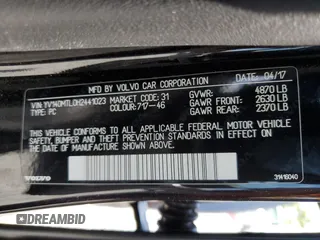 MFD. BY VOLVO CAR CORPORATION
DATE: 04/17
VIN: YV140MTL0H2441023
TYPE: PC
MARKET CODE: 31
COLOUR: 717-46
GVWR: 4870 LB
GAWR FRONT: 2630 LB
GAWR REAR: 2370 LB
THIS VEHICLE CONFORMS TO ALL APPLICABLE FEDERAL MOTOR VEHICLE
SAFETY, BUMPER AND THEFT PREVENTION STANDARDS IN EFFECT ON THE
DATE OF MANUFACTURE SHOWN ABOVE.
VOLVO
31416040
DREAMBID